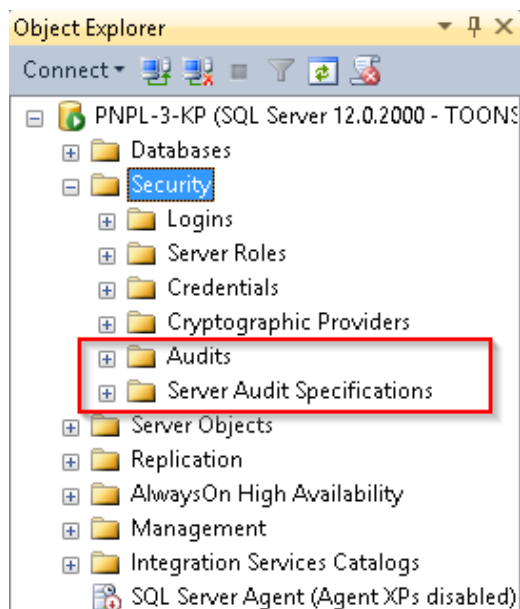 Object Explorer
Connect
PNPL-3-KP (SQL Server 12.0.2000 - TOONS
Databases
Security
Logins
Server Roles
Credentials
Cryptographic Providers
Audits
Server Audit Specifications
Server Objects
Replication
AlwaysOn High Availability
Management
Integration Services Catalogs
SQL Server Agent (Agent XPs disabled)